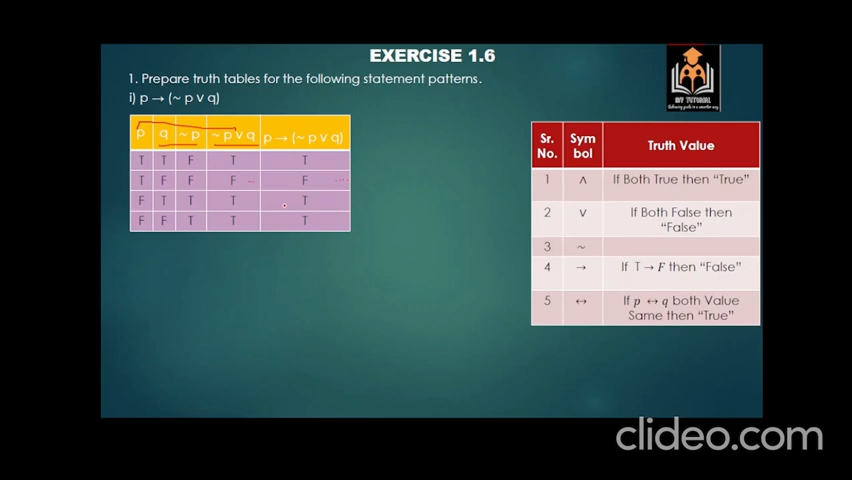 EXERCISE 1.6
1. Prepare truth tables for the following statement patterns.
i) p → (~ p ∨ q)
MY TUTORIAL
p q ~ p ~ p ∨ q p → (~ p ∨ q)
T T F T T
T F F F F
F T T T T
F F T T T
Sr. No. Sym bol Truth Value
1 ∧ If Both True then “True”
2 ∨ If Both False then
“False”
3 ~
4 → If T → F then “False”
5 ↔ If p ↔ q both Value
Same then “True”
clideo.com